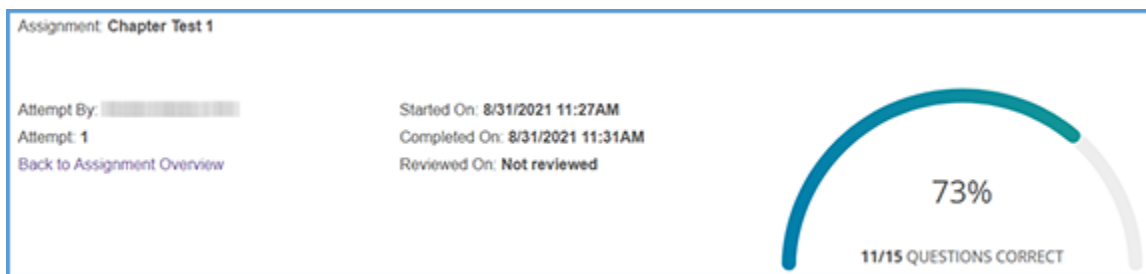 Assignment: Chapter Test 1
Attempt By:
Started On: 8/31/2021 11:27AM
Attempt: 1
Completed On: 8/31/2021 11:31AM
Back to Assignment Overview
Reviewed On: Not reviewed
73%
11/15 QUESTIONS CORRECT